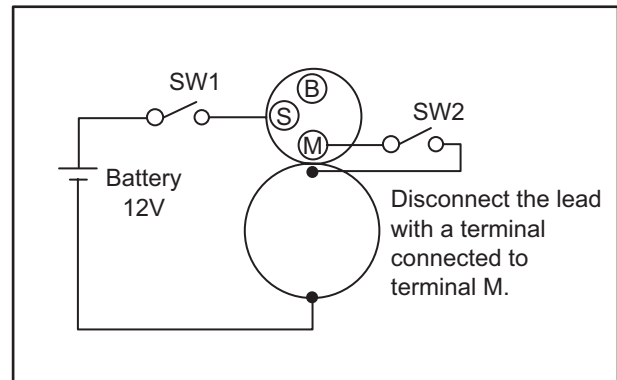 SW1
B
S
SW2
M
Battery
12V
Disconnect the lead
with a terminal
connected to
terminal M.